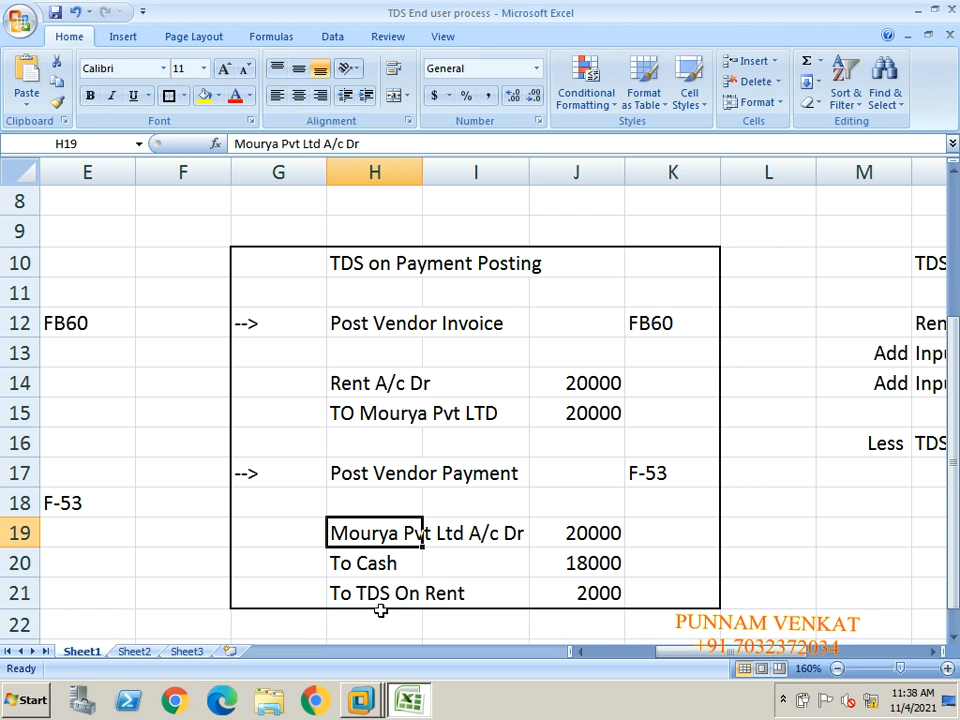 TDS End user process - Microsoft Excel
Home Insert Page Layout Formulas Data Review View
Paste
Clipboard
Calibri 11
B I U
Font
Alignment
General
$ % ,
Number
Conditional Formatting
Format as Table
Cell Styles
Styles
Insert
Delete
Format
Cells
Σ
Sort & Filter
Find & Select
Editing
H19 fx Mourya Pvt Ltd A/c Dr
E F G H I J K L M
8
9
10 TDS on Payment Posting TDS
11
12 FB60 --> Post Vendor Invoice FB60 Ren
13 Add Inpu
14 Rent A/c Dr 20000 Add Inpu
15 TO Mourya Pvt LTD 20000
16 Less TDS
17 --> Post Vendor Payment F-53
18 F-53
19 Mourya Pvt Ltd A/c Dr 20000
20 To Cash 18000
21 To TDS On Rent 2000
22
PUNNAM VENKAT
+91 7032372034
Sheet1 Sheet2 Sheet3
Ready 160%
Start
11:38 AM
11/4/2021